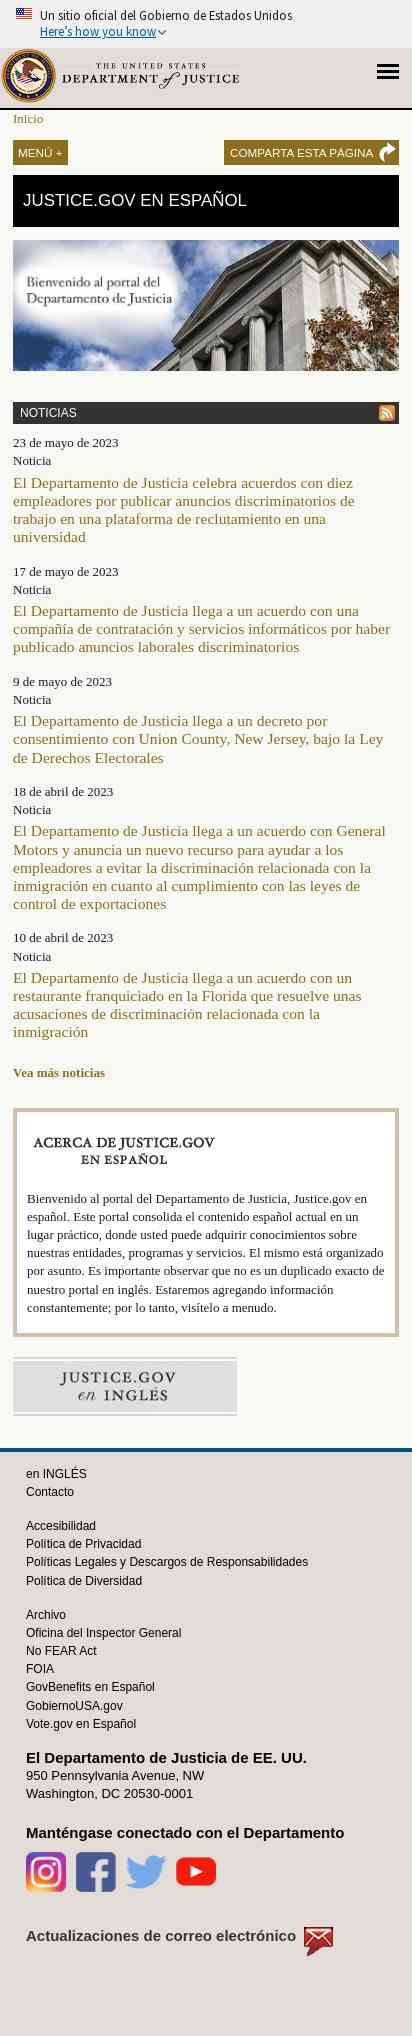 Un sitio oficial del Gobierno de Estados Unidos
Here's how you know
THE UNITED STATES
DEPARTMENT of JUSTICE
Inicio
MENÚ +
COMPARTA ESTA PÁGINA
JUSTICE.GOV EN ESPAÑOL
Bienvenido al portal del
Departamento de Justicia
NOTICIAS
23 de mayo de 2023
Noticia
El Departamento de Justicia celebra acuerdos con diez
empleadores por publicar anuncios discriminatorios de
trabajo en una plataforma de reclutamiento en una
universidad
17 de mayo de 2023
Noticia
El Departamento de Justicia llega a un acuerdo con una
compañía de contratación y servicios informáticos por haber
publicado anuncios laborales discriminatorios
9 de mayo de 2023
Noticia
El Departamento de Justicia llega a un decreto por
consentimiento con Union County, New Jersey, bajo la Ley
de Derechos Electorales
18 de abril de 2023
Noticia
El Departamento de Justicia llega a un acuerdo con General
Motors y anuncia un nuevo recurso para ayudar a los
empleadores a evitar la discriminación relacionada con la
inmigración en cuanto al cumplimiento con las leyes de
control de exportaciones
10 de abril de 2023
Noticia
El Departamento de Justicia llega a un acuerdo con un
restaurante franquiciado en la Florida que resuelve unas
acusaciones de discriminación relacionada con la
inmigración
Vea más noticias
ACERCA DE JUSTICE.GOV
EN ESPAÑOL
Bienvenido al portal del Departamento de Justicia, Justice.gov en
español. Este portal consolida el contenido español actual en un
lugar práctico, donde usted puede adquirir conocimientos sobre
nuestras entidades, programas y servicios. El mismo está organizado
por asunto. Es importante observar que no es un duplicado exacto de
nuestro portal en inglés. Estaremos agregando información
constantemente; por lo tanto, visítelo a menudo.
JUSTICE.GOV
en INGLÉS
en INGLÉS
Contacto
Accesibilidad
Política de Privacidad
Políticas Legales y Descargos de Responsabilidades
Política de Diversidad
Archivo
Oficina del Inspector General
No FEAR Act
FOIA
GovBenefits en Español
GobiernoUSA.gov
Vote.gov en Español
El Departamento de Justicia de EE. UU.
950 Pennsylvania Avenue, NW
Washington, DC 20530-0001
Manténgase conectado con el Departamento
Actualizaciones de correo electrónico